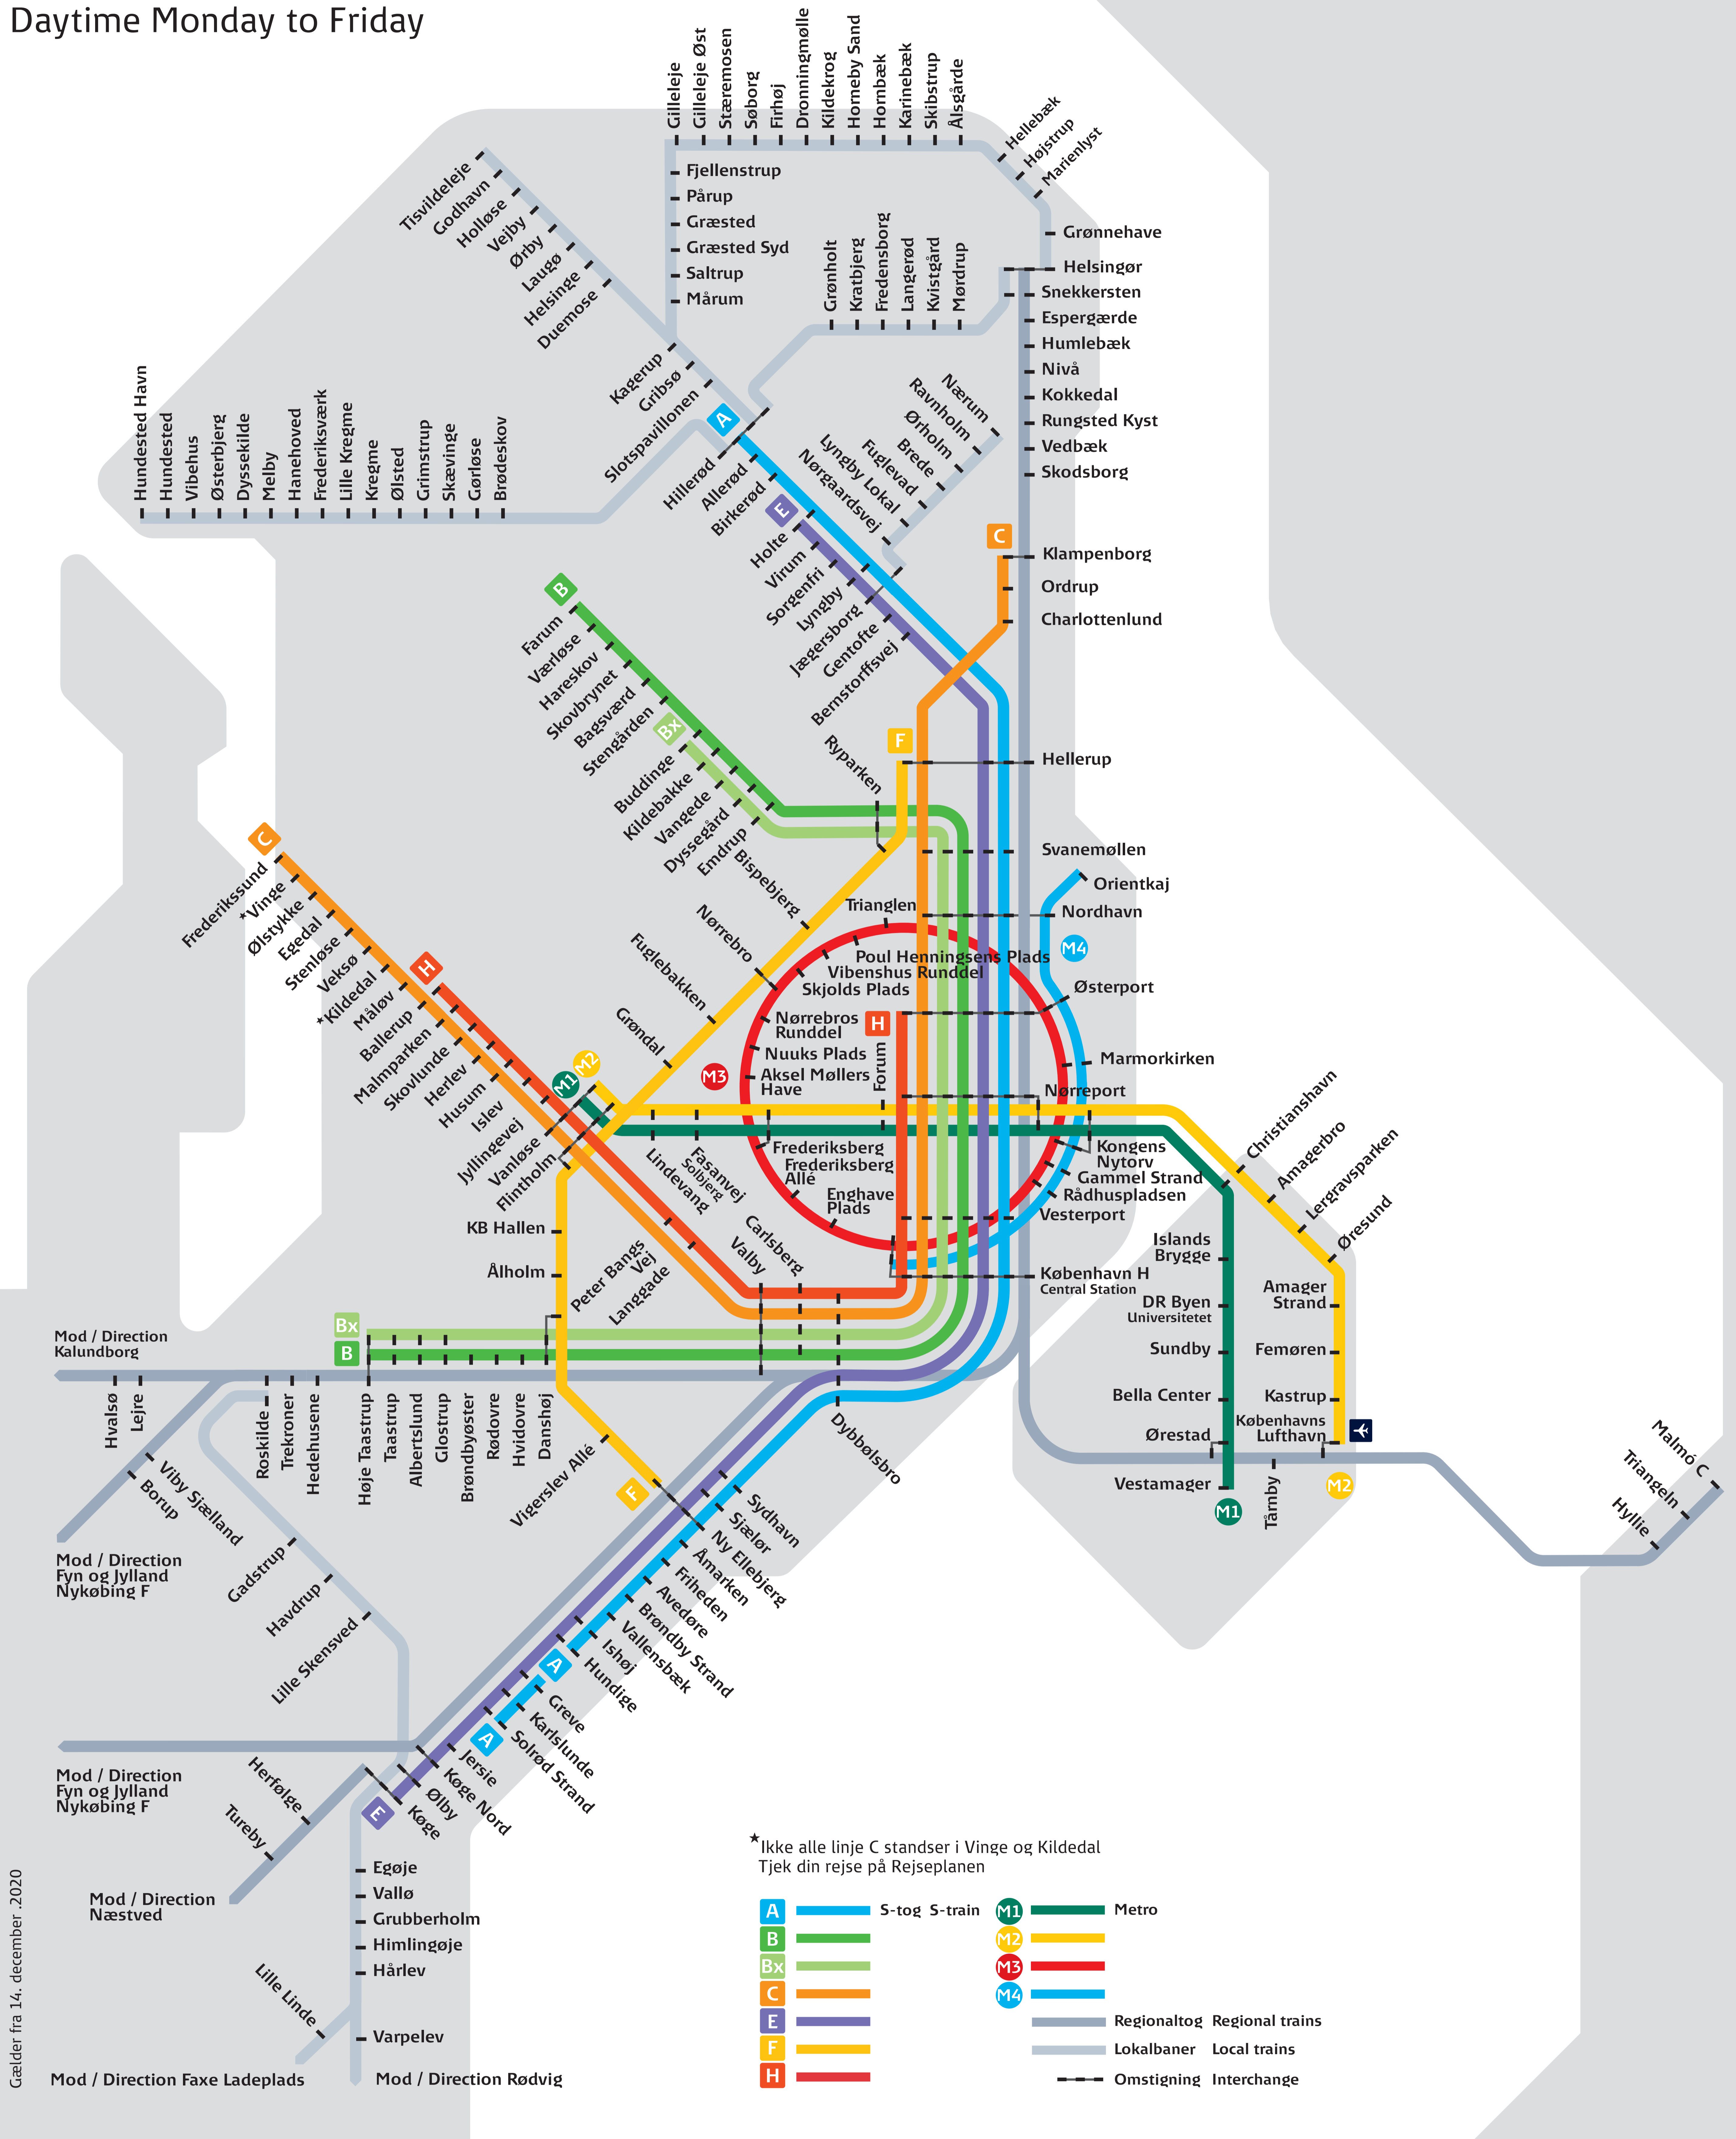 Daytime Monday to Friday
Gilleleje
Gilleleje Øst
Stæremosen
Søborg
Firhøj
Dronningmølle
Kildekrog
Horneby Sand
Hornbæk
Karinebæk
Skibstrup
Ålsgårde
Hellebæk
Højstrup
Marienlyst
Grønnehave
Helsingør
Snekkersten
Espergærde
Humlebæk
Nivå
Kokkedal
Rungsted Kyst
Vedbæk
Skodsborg
Tisvildeleje
Godhavn
Holløse
Vejby
Ørby
Laugø
Helsinge
Duemose
Fjellenstrup
Pårup
Græsted
Græsted Syd
Saltrup
Mårum
Grønholt
Kratbjerg
Fredensborg
Langerød
Kvistgård
Mørdrup
Kagerup
Gribsø
Slotspavillonen
Hundested Havn
Hundested
Vibehus
Østerbjerg
Dyssekilde
Melby
Hanehoved
Frederiksværk
Lille Kregme
Kregme
Ølsted
Grimstrup
Skævinge
Gørløse
Brødeskov
A
Hillerød
Allerød
Birkerød
E
Holte
Virum
Sorgenfri
Lyngby
Jægersborg
Gentofte
Bernstorffsvej
Nærum
Ravnholm
Ørholm
Brede
Fuglevad
Lyngby Lokal
Nørgaardsvej
C
Klampenborg
Ordrup
Charlottenlund
B
Farum
Værløse
Hareskov
Skovbrynet
Bagsværd
Stengården
Bx
Buddinge
Kildebakke
Vangede
Dyssegård
Emdrup
Ryparken
F
Hellerup
Svanemøllen
Orientkaj
Nordhavn
M4
Østerport
Marmorkirken
Nørreport
Bispebjerg
Nørrebro
Fuglebakken
Grøndal
C
Frederikssund
*Vinge
Ølstykke
Egedal
Stenløse
Veksø
*Kildedal
Måløv
Ballerup
Malmparken
Skovlunde
Herlev
Husum
Islev
Jyllingevej
Vanløse
Flintholm
H
M1
M2
M3
Trianglen
Poul Henningsens Plads
Vibenshus Runddel
Skjolds Plads
Nørrebros
Runddel
Nuuks Plads
Aksel Møllers
Have
H
Forum
Frederiksberg
Frederiksberg
Allé
Enghave
Plads
Lindevang
Fasanvej
Solbjerg
Kongens
Nytorv
Gammel Strand
Rådhuspladsen
Vesterport
København H
Central Station
Christianshavn
Amagerbro
Lergravsparken
Øresund
Islands
Brygge
DR Byen
Universitetet
Sundby
Bella Center
Ørestad
Vestamager
M1
Amager
Strand
Femøren
Kastrup
Københavns
Lufthavn
M2
Tårnby
Malmö C
Triangeln
Hyllie
KB Hallen
Ålholm
Peter Bangs
Vej
Langgade
Valby
Carlsberg
Dybbølsbro
Bx
B
Mod / Direction
Kalundborg
Hvalsø
Lejre
Roskilde
Trekroner
Hedehusene
Høje Taastrup
Taastrup
Albertslund
Glostrup
Brøndbyøster
Rødovre
Hvidovre
Danshøj
Vigerslev Allé
F
Viby Sjælland
Borup
Mod / Direction
Fyn og Jylland
Nykøbing F
Gadstrup
Havdrup
Lille Skensved
Sydhavn
Sjælør
Ny Ellebjerg
Åmarken
Friheden
Avedøre
Brøndby Strand
Vallensbæk
Ishøj
Hundige
A
Greve
Karlslunde
Solrød Strand
A
Jersie
Køge Nord
Ølby
Køge
E
Mod / Direction
Fyn og Jylland
Nykøbing F
Herfølge
Tureby
Mod / Direction
Næstved
Egøje
Vallø
Grubberholm
Himlingøje
Hårlev
Lille Linde
Varpelev
Mod / Direction Faxe Ladeplads
Mod / Direction Rødvig
Gælder fra 14. december .2020
*Ikke alle linje C standser i Vinge og Kildedal
Tjek din rejse på Rejseplanen
A S-tog S-train
B
Bx
C
E
F
H
M1 Metro
M2
M3
M4
Regionaltog Regional trains
Lokalbaner Local trains
Omstigning Interchange